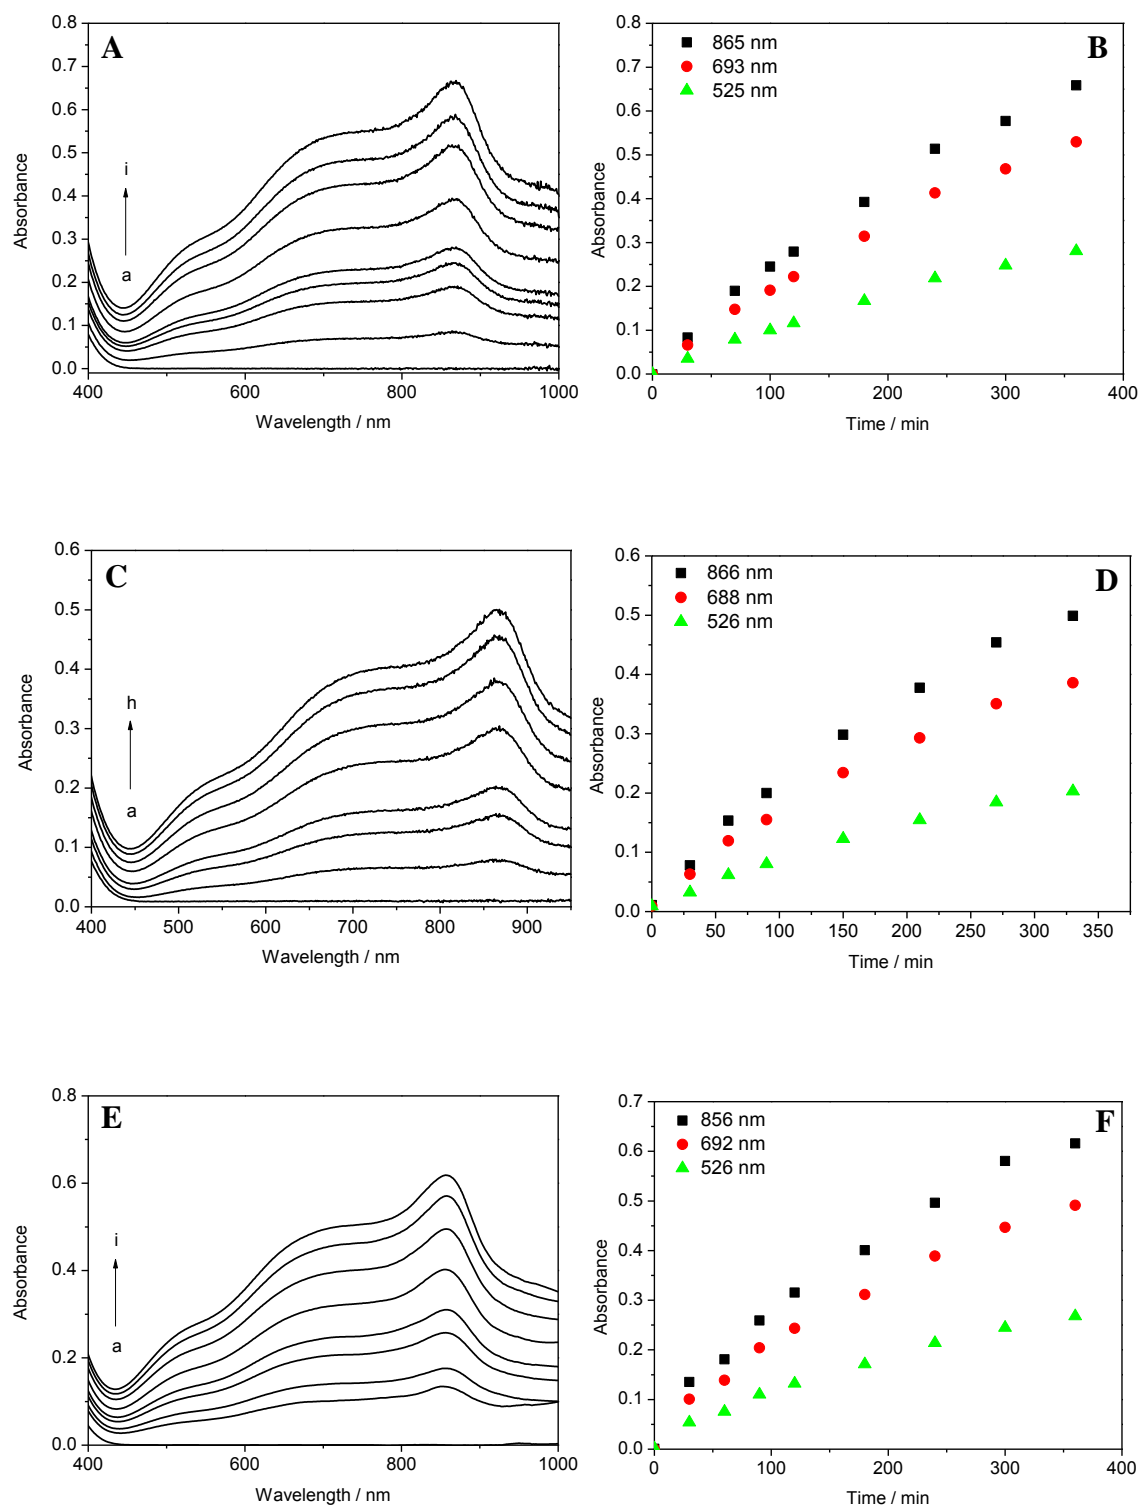 A
0.8
0.7
0.6
0.5
0.4
0.3
0.2
0.1
0.0
Absorbance
i
a
400
600
800
1000
Wavelength / nm
B
865 nm
693 nm
525 nm
0.8
0.7
0.6
0.5
0.4
0.3
0.2
0.1
0.0
Absorbance
0
100
200
300
400
Time / min
C
0.6
0.5
0.4
0.3
0.2
0.1
0.0
Absorbance
h
a
400
500
600
700
800
900
Wavelength / nm
D
866 nm
688 nm
526 nm
0.6
0.5
0.4
0.3
0.2
0.1
0.0
Absorbance
0
50
100
150
200
250
300
350
Time / min
E
0.8
0.6
0.4
0.2
0.0
Absorbance
i
a
400
600
800
1000
Wavelength / nm
F
856 nm
692 nm
526 nm
0.7
0.6
0.5
0.4
0.3
0.2
0.1
0.0
Absorbance
0
100
200
300
400
Time / min